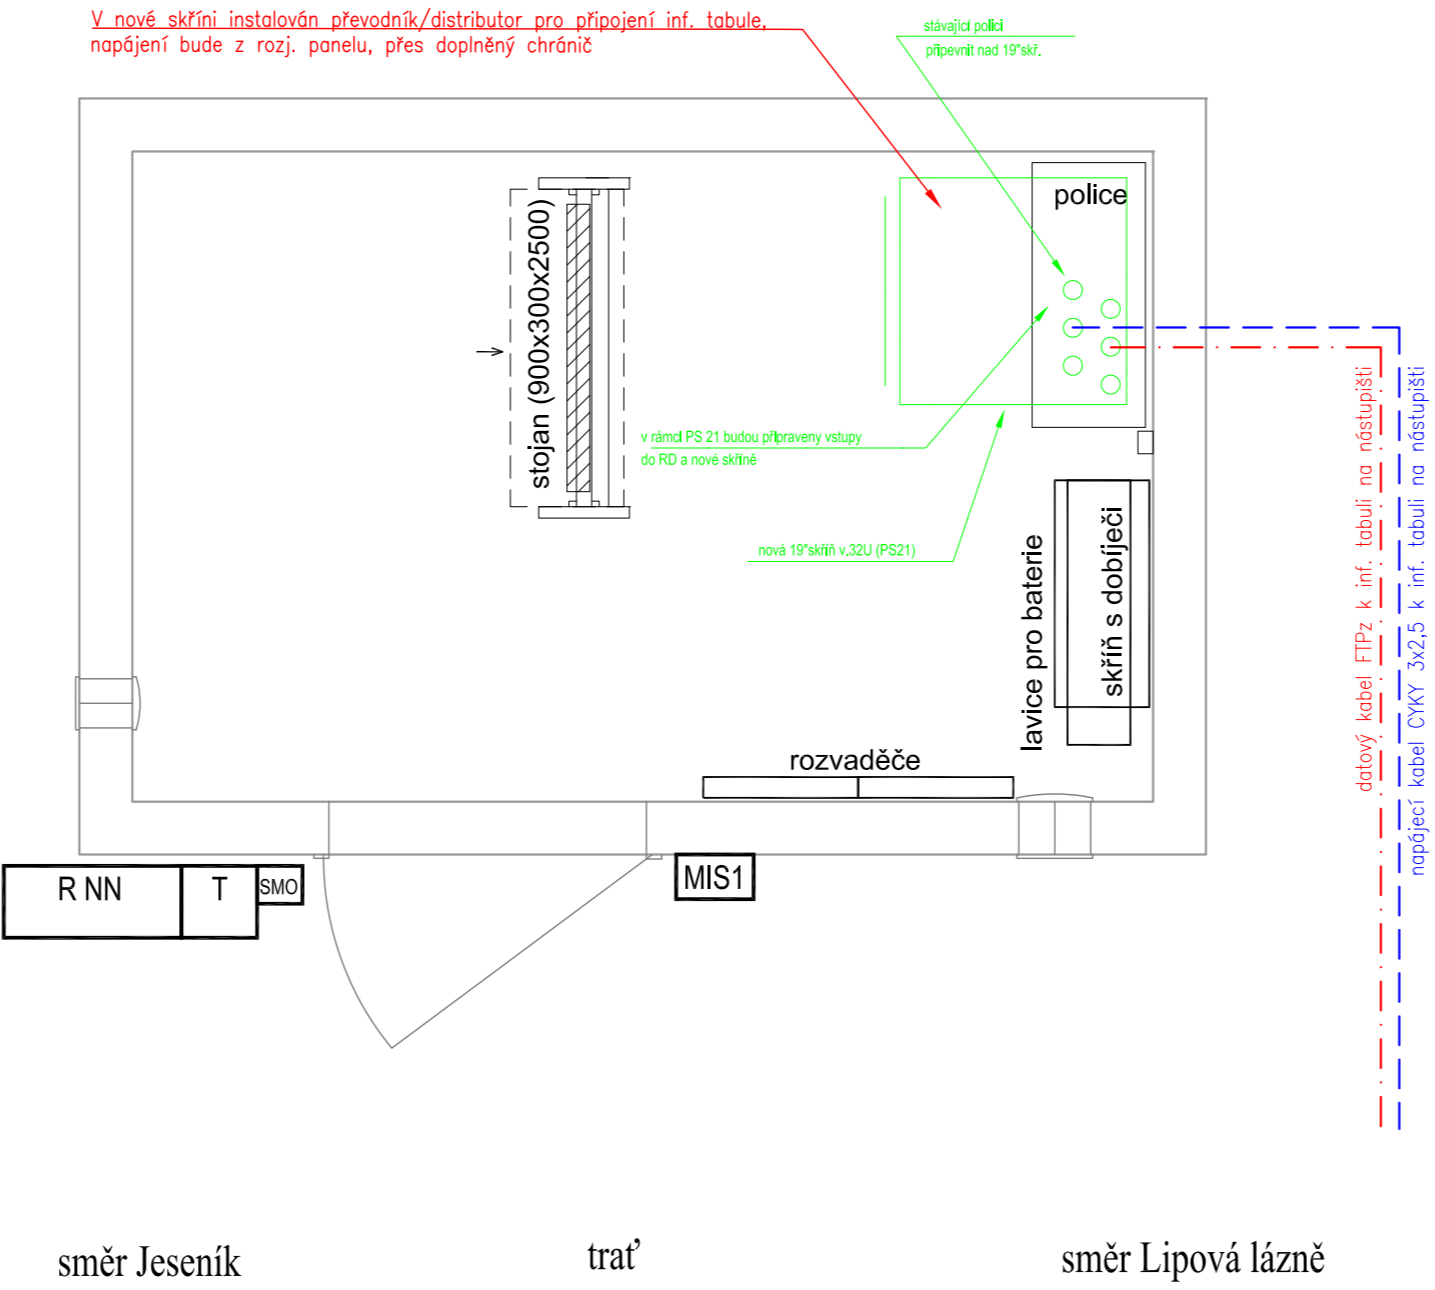 V nové skříni instalován převodník/distributor pro připojení inf. tabule,
napájení bude z rozj. panelu, přes doplněný chránič
stávající polici
připevnit nad 19"skř.
police
stojan (900x300x2500)
v rámci PS 21 budou připraveny vstupy
do RD a nové skříně
nová 19"skříň v.32U (PS21)
lavice pro baterie
skříň s dobíječi
rozvaděče
datový kabel FTPz k inf. tabuli na nástupišti
napájecí kabel CYKY 3x2,5 k inf. tabuli na nástupišti
R NN
T
SMO
MIS1
směr Jeseník
trať
směr Lipová lázně